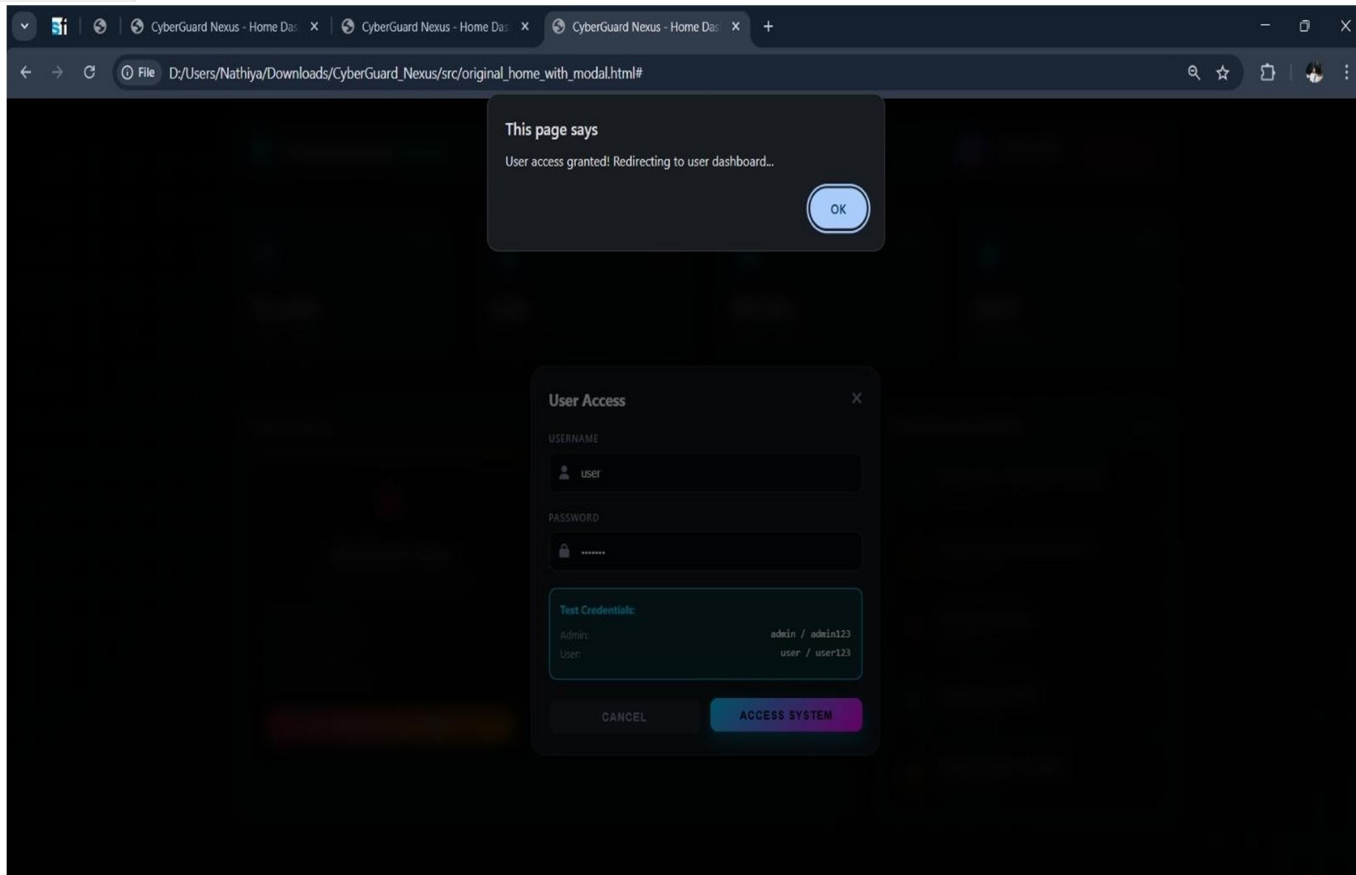 CyberGuard Nexus - Home Das
CyberGuard Nexus - Home Das
CyberGuard Nexus - Home Das
File D:/Users/Nathiya/Downloads/CyberGuard_Nexus/src/original_home_with_modal.html#
This page says
User access granted! Redirecting to user dashboard...
OK
User Access
USERNAME
user
PASSWORD
Test Credentials:
Admin: admin / admin123
User: user / user123
CANCEL ACCESS SYSTEM